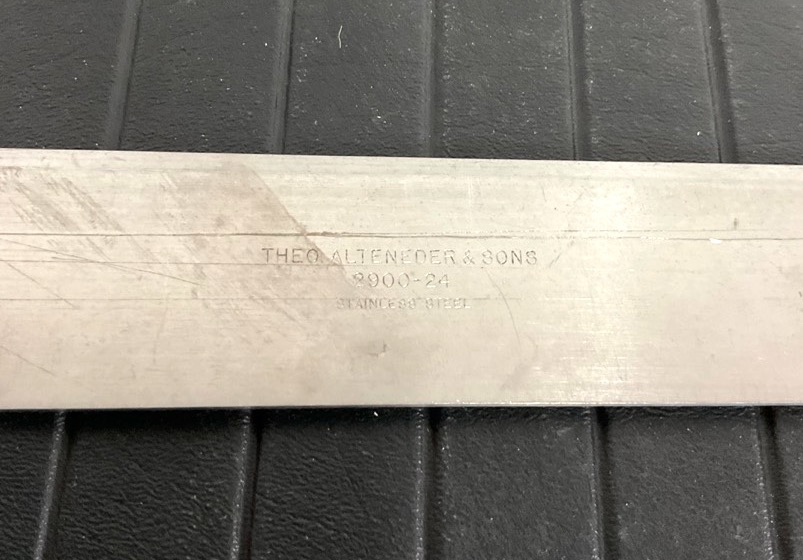 THEO. ALTENEDER & SONS
2900-24
STAINLESS STEEL